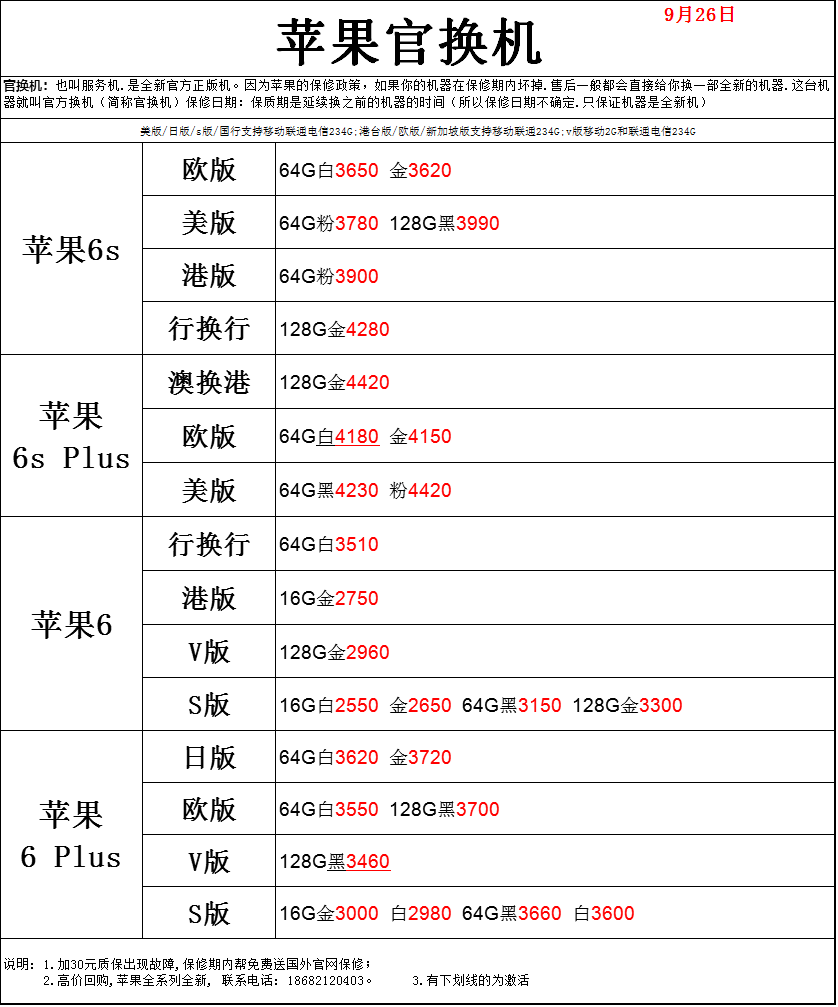 9月26日
苹果官换机
官换机：也叫服务机.是全新官方正版机。因为苹果的保修政策，如果你的机器在保修期内坏掉.售后一般都会直接给你换一部全新的机器.这台机
器就叫官方换机（简称官换机）保修日期：保质期是延续换之前的机器的时间（所以保修日期不确定.只保证机器是全新机）
美版/日版/s版/国行支持移动联通电信234G;港台版/欧版/新加坡版支持移动联通234G;v版移动2G和联通电信234G
苹果6s
欧版 64G白3650 金3620
美版 64G粉3780 128G黑3990
港版 64G粉3900
行换行 128G金4280
苹果
6s Plus
澳换港 128G金4420
欧版 64G白4180 金4150
美版 64G黑4230 粉4420
苹果6
行换行 64G白3510
港版 16G金2750
V版 128G金2960
S版 16G白2550 金2650 64G黑3150 128G金3300
苹果
6 Plus
日版 64G白3620 金3720
欧版 64G白3550 128G黑3700
V版 128G黑3460
S版 16G金3000 白2980 64G黑3660 白3600
说明：1.加30元质保出现故障,保修期内帮免费送国外官网保修；
2.高价回购,苹果全系列全新, 联系电话：18682120403。 3.有下划线的为激活